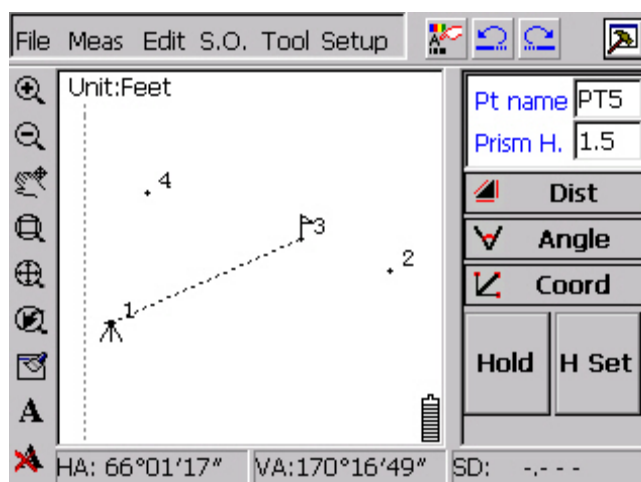 File Meas Edit S.O. Tool Setup
Unit:Feet
4
3
2
1
Pt name PT5
Prism H. 1.5
Dist
Angle
Coord
Hold H Set
A
A
HA: 66°01'17" VA:170°16'49" SD: -.- - -